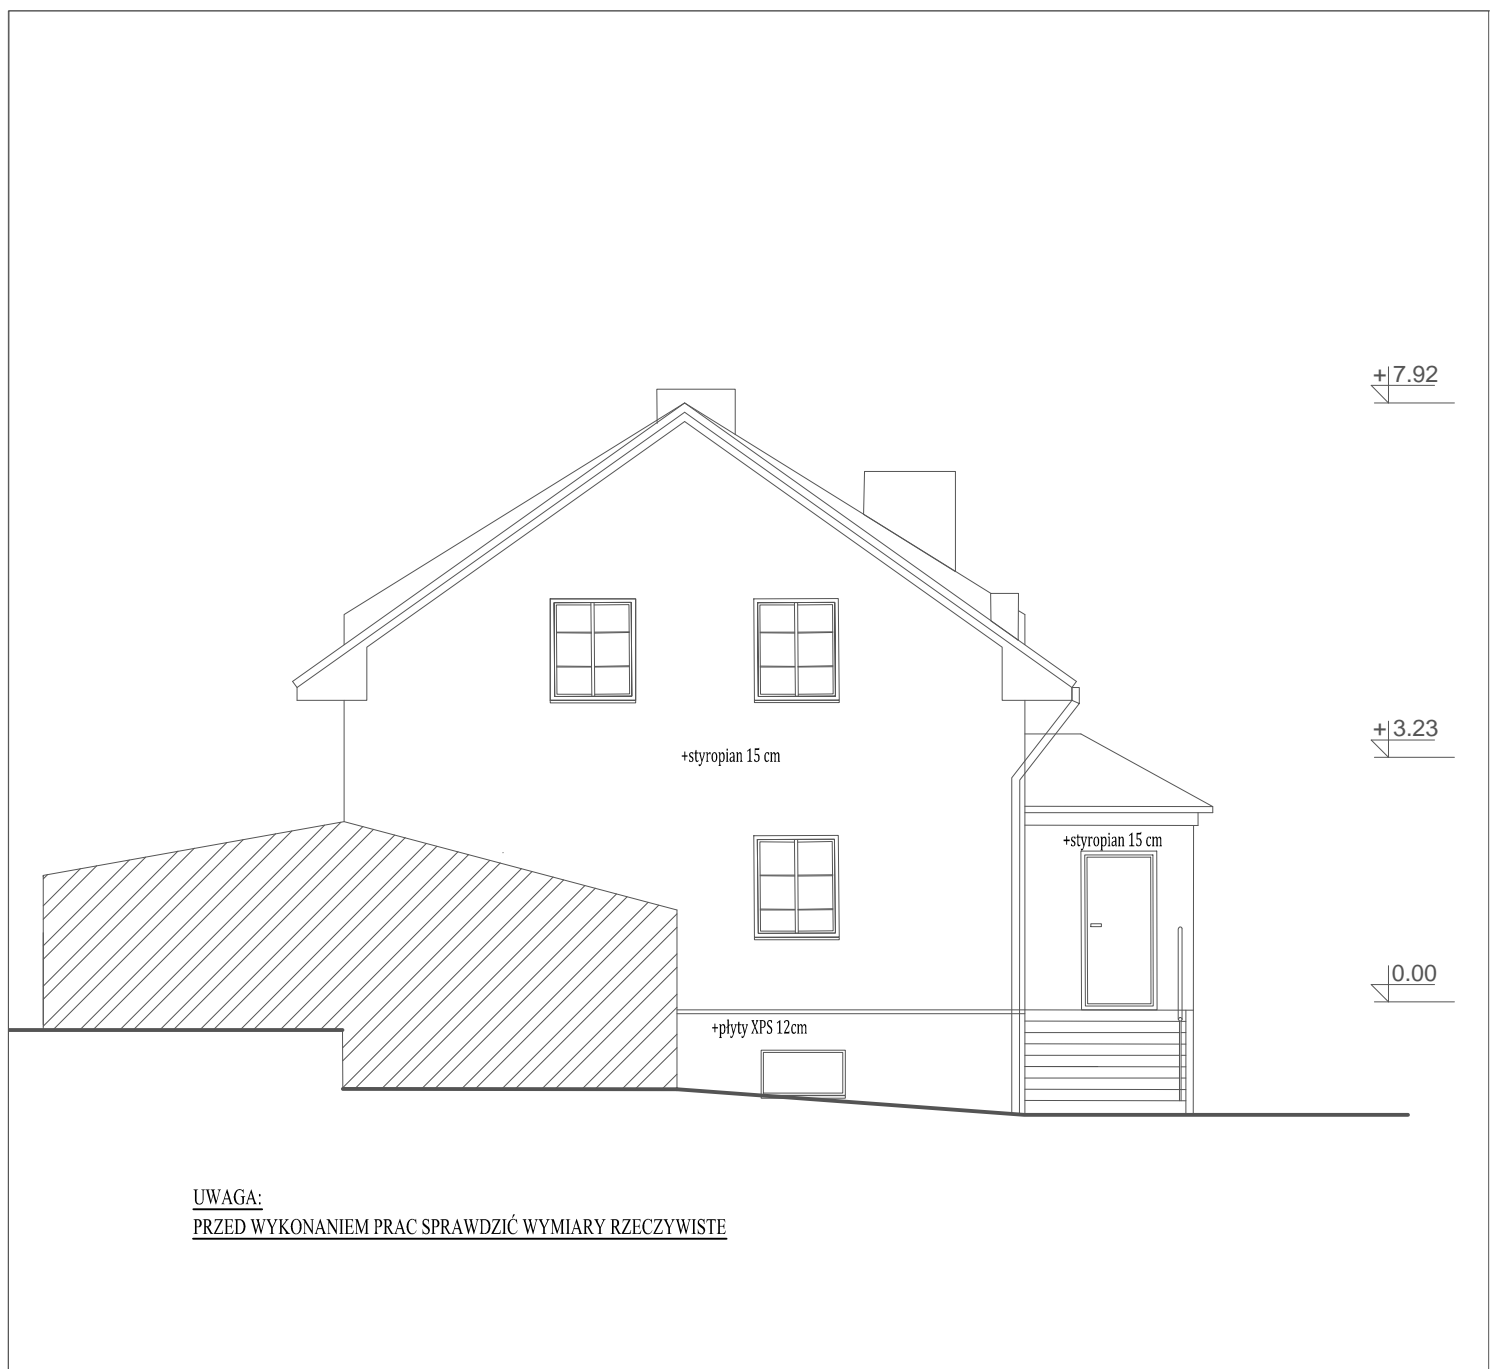 +7.92
+3.23
+styropian 15 cm
+styropian 15 cm
0.00
+płyty XPS 12cm
UWAGA:
PRZED WYKONANIEM PRAC SPRAWDZIĆ WYMIARY RZECZYWISTE